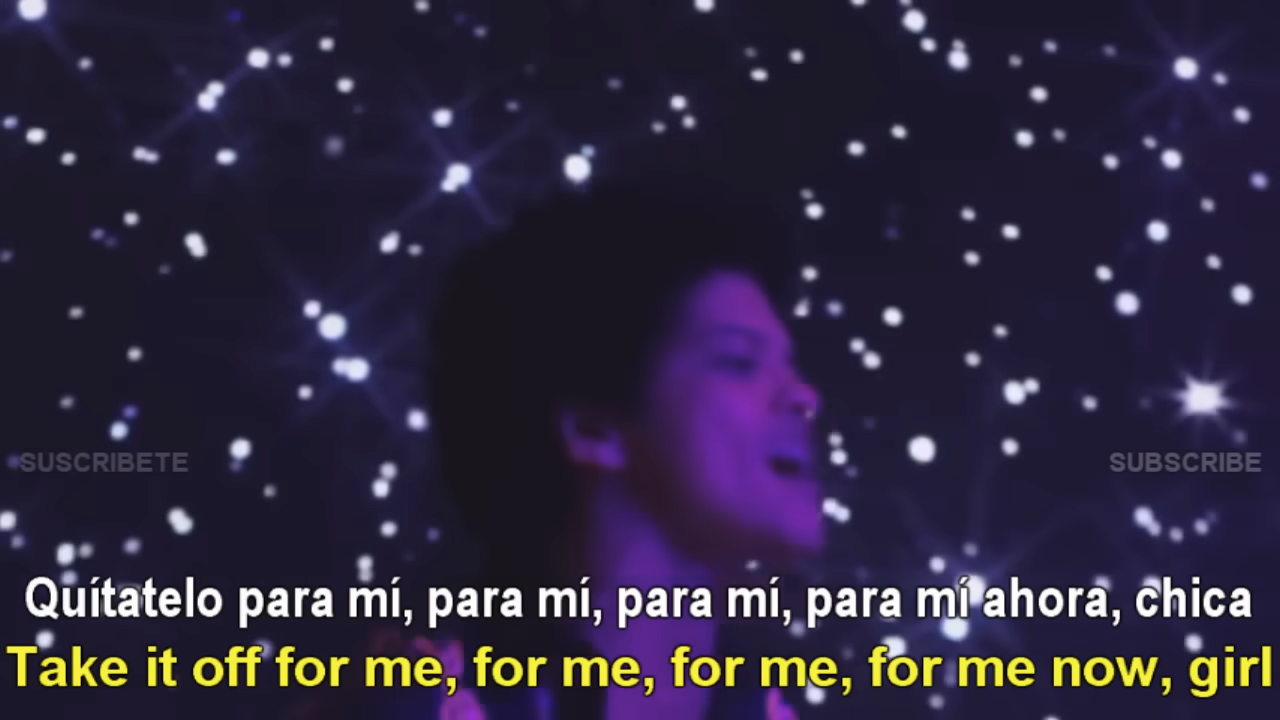 SUSCRIBETE
SUBSCRIBE
Quítatelo para mí, para mí, para mí, para mí ahora, chica
Take it off for me, for me, for me, for me now, girl